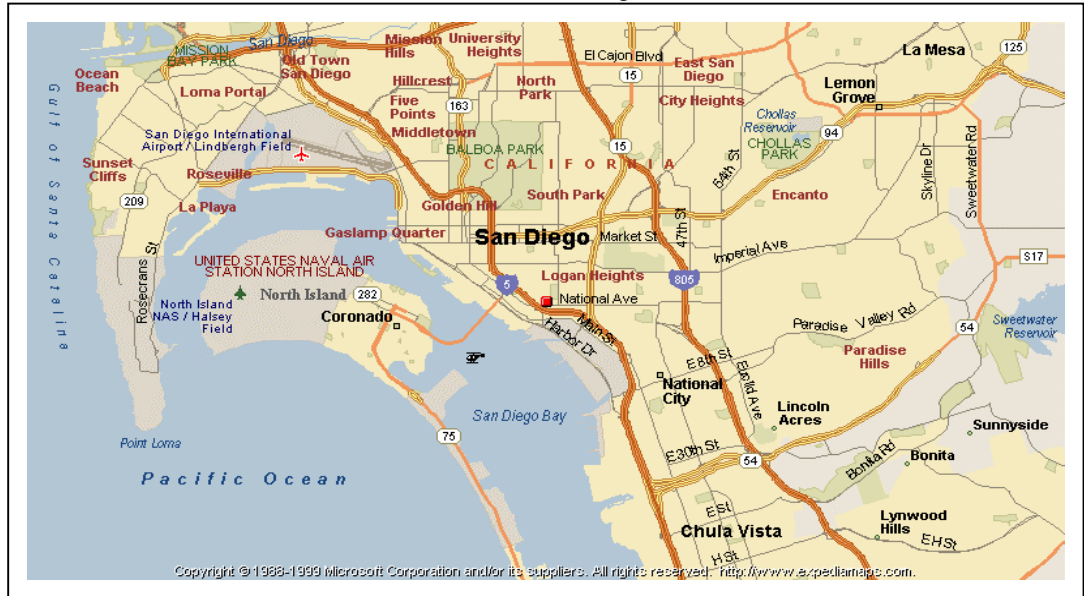 MISSION
BAY PARK
San Diego
Mission
Hills
University
Heights
El Cajon Blvd
La Mesa
125
Ocean
Beach
Old Town
San Diego
15
East San
Diego
Loma Portal
Hillcrest
North
Park
Lemon
Grove
163
Five
Points
City Heights
Chollas
Reservoir
94
San Diego International
Airport / Lindbergh Field
Middletown
15
BALBOA PARK
CHOLLAS
PARK
CALIFORNIA
Sunset
Cliffs
Roseville
54th St
Skyline Dr
Sweetwater Rd
209
La Playa
South Park
Encanto
Golden Hill
Gaslamp Quarter
San Diego
Market St
47th St
Imperial Ave
Gulf of Santa Catalina
Rosecrans St
UNITED STATES NAVAL AIR
STATION NORTH ISLAND
Logan Heights
S17
5
805
North Island
NAS / Halsey
Field
North Island
282
National Ave
Coronado
Harbor Dr
Main St
Paradise Valley Rd
54
Sweetwater
Reservoir
E 8th St
Paradise
Hills
National
City
Euclid Ave
Lincoln
Acres
San Diego Bay
Sunnyside
Point Loma
75
E 30th St
54
Bonita Rd
Bonita
Pacific Ocean
E St
Lynwood
Hills
Chula Vista
E H St
H St
Copyright © 1988-1999 Microsoft Corporation and/or its suppliers. All rights reserved. http://www.expediamaps.com.